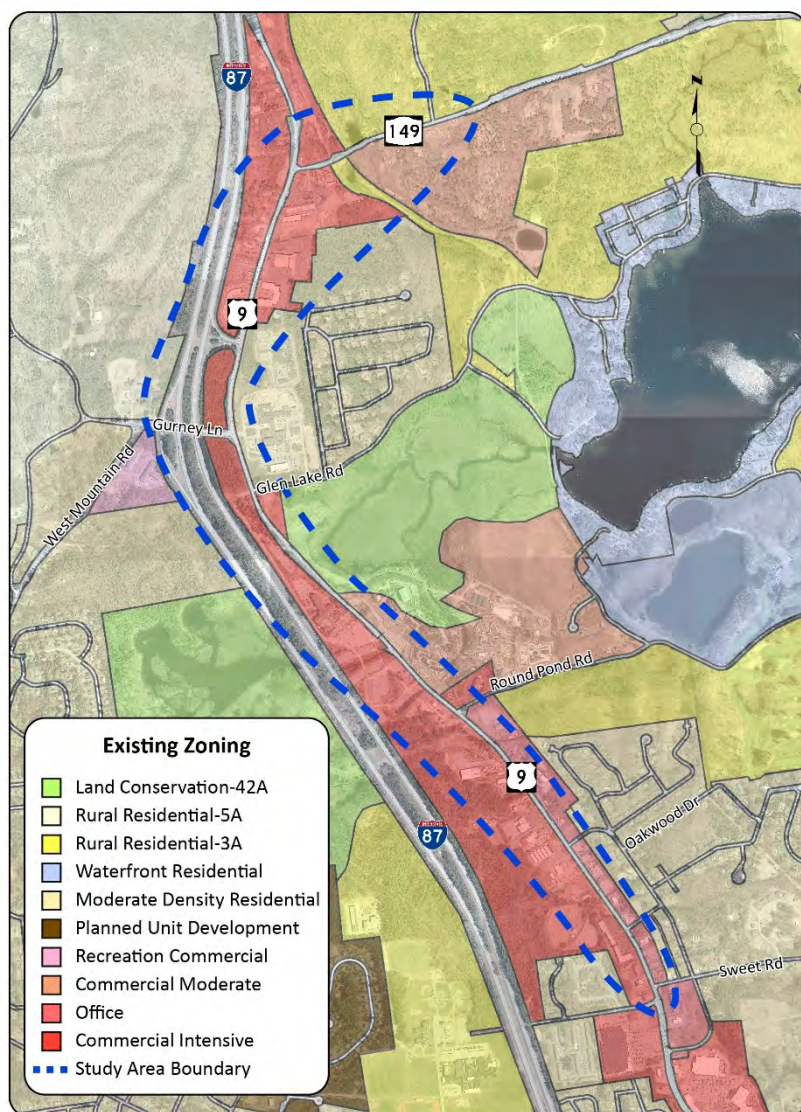 87
149
N
9
Gurney Ln
West Mountain Rd
Glen Lake Rd
Round Pond Rd
9
Oakwood Dr
87
Sweet Rd
Existing Zoning
Land Conservation-42A
Rural Residential-5A
Rural Residential-3A
Waterfront Residential
Moderate Density Residential
Planned Unit Development
Recreation Commercial
Commercial Moderate
Office
Commercial Intensive
Study Area Boundary